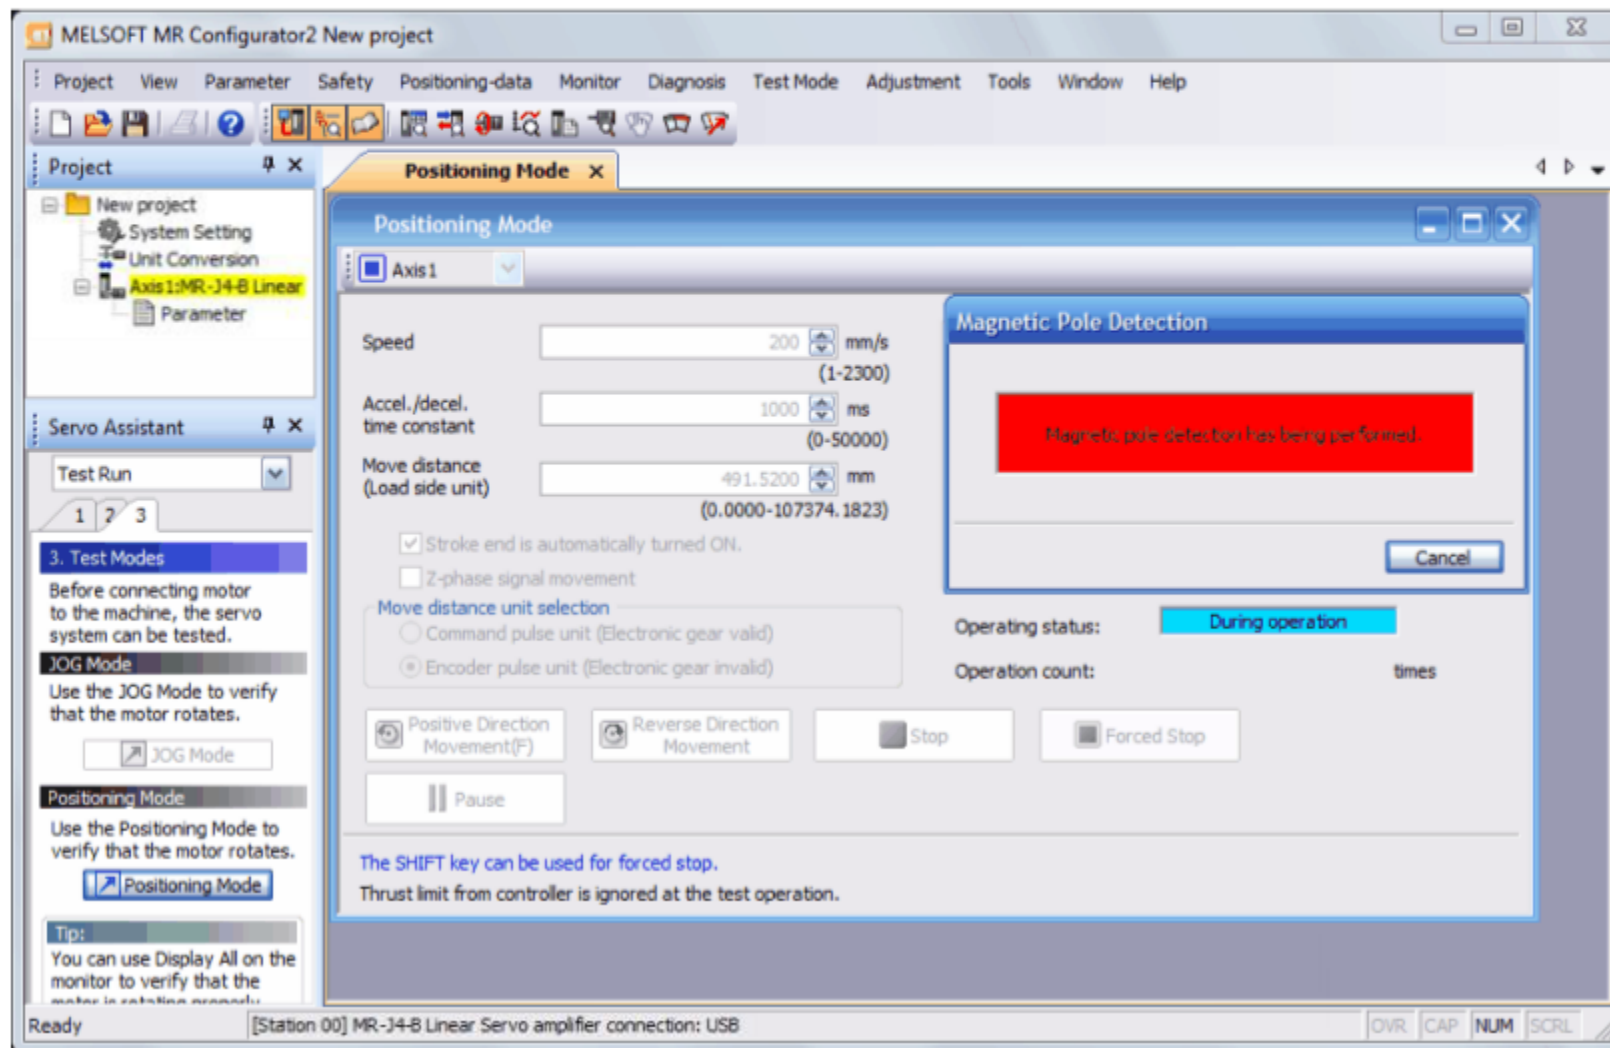 MELSOFT MR Configurator2 New project
Project View Parameter Safety Positioning-data Monitor Diagnosis Test Mode Adjustment Tools Window Help
Project
New project
System Setting
Unit Conversion
Axis1:MR-J4-B Linear
Parameter
Servo Assistant
Test Run
1 2 3
3. Test Modes
Before connecting motor
to the machine, the servo
system can be tested.
JOG Mode
Use the JOG Mode to verify
that the motor rotates.
JOG Mode
Positioning Mode
Use the Positioning Mode to
verify that the motor rotates.
Positioning Mode
Tip:
You can use Display All on the
monitor to verify that the
motor is rotating properly
Positioning Mode
Positioning Mode
Axis1
Speed 200 mm/s
(1-2300)
Accel./decel.
time constant 1000 ms
(0-50000)
Move distance
(Load side unit) 491.5200 mm
(0.0000-107374.1823)
Stroke end is automatically turned ON.
Z-phase signal movement
Move distance unit selection
Command pulse unit (Electronic gear valid)
Encoder pulse unit (Electronic gear invalid)
Magnetic Pole Detection
Magnetic pole detection has being performed.
Cancel
Operating status: During operation
Operation count: times
Positive Direction
Movement(F)
Reverse Direction
Movement
Stop
Forced Stop
Pause
The SHIFT key can be used for forced stop.
Thrust limit from controller is ignored at the test operation.
Ready [Station 00] MR-J4-B Linear Servo amplifier connection: USB OVR CAP NUM SCRL